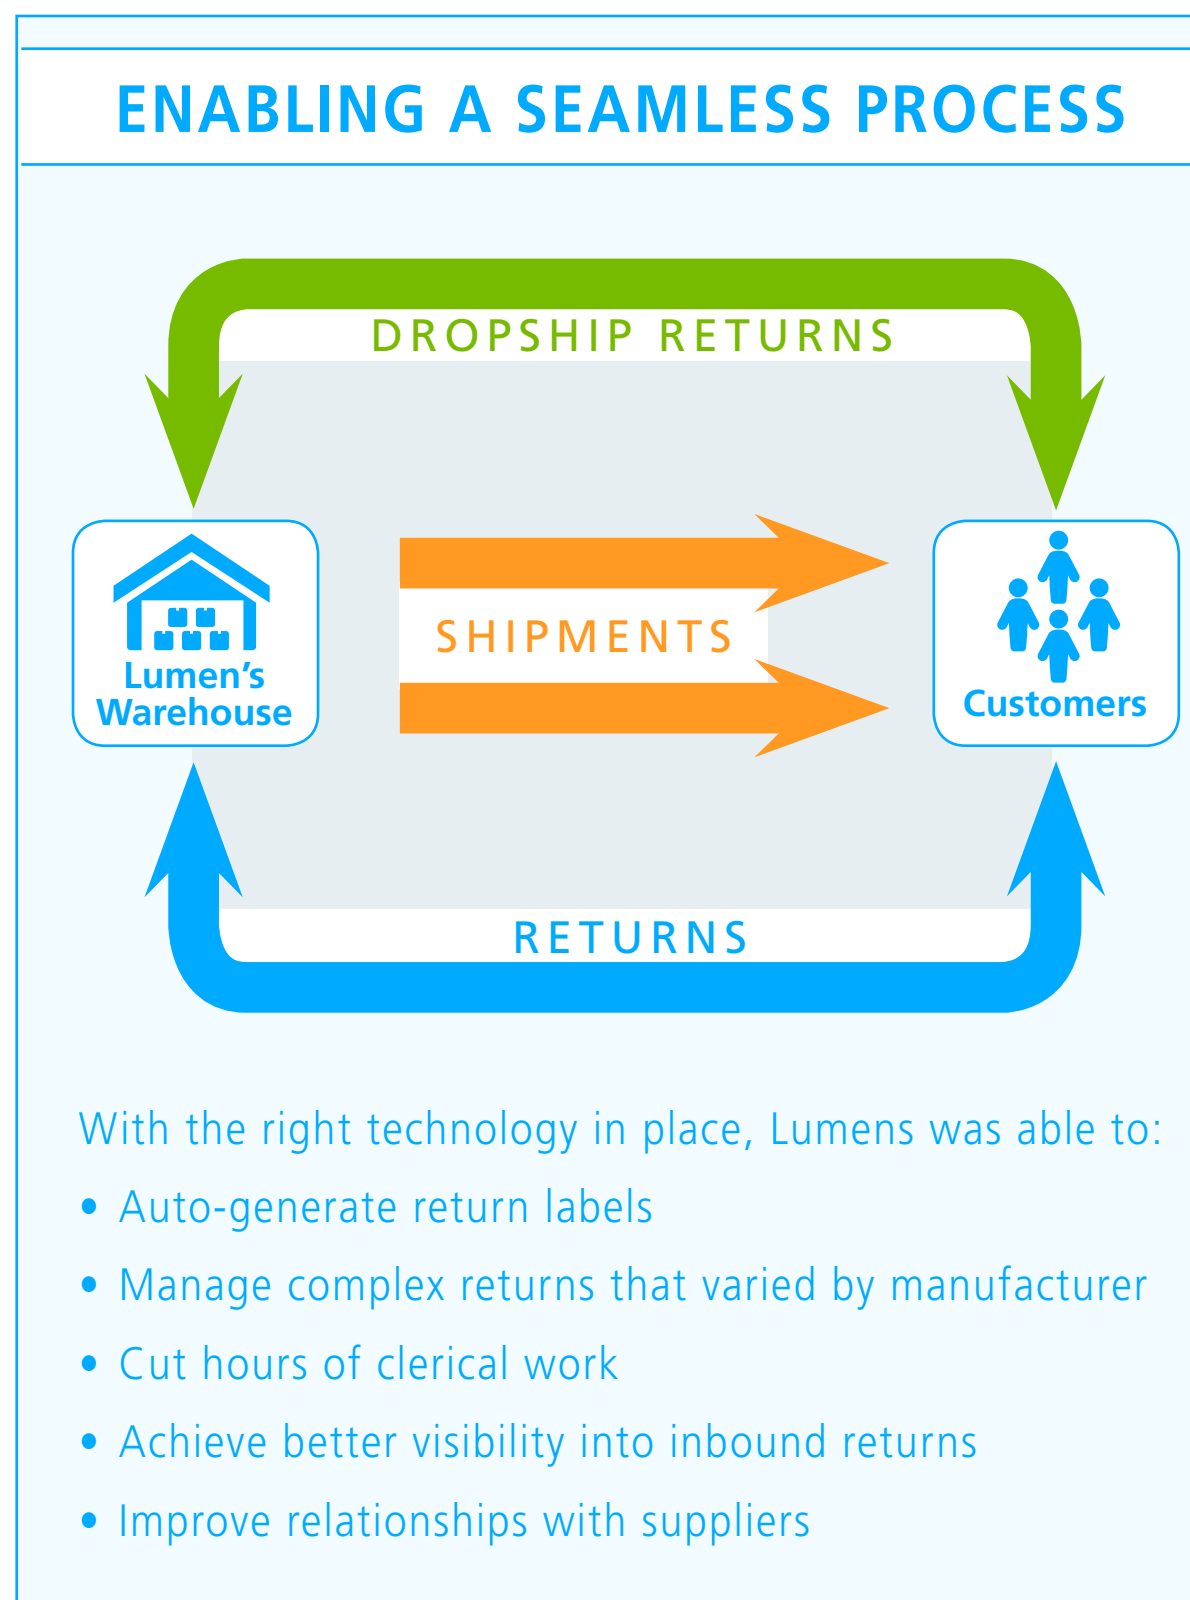 ENABLING A SEAMLESS PROCESS
DROPSHIP RETURNS
SHIPMENTS
Lumen’s
Warehouse
Customers
RETURNS
With the right technology in place, Lumens was able to:
• Auto-generate return labels
• Manage complex returns that varied by manufacturer
• Cut hours of clerical work
• Achieve better visibility into inbound returns
• Improve relationships with suppliers